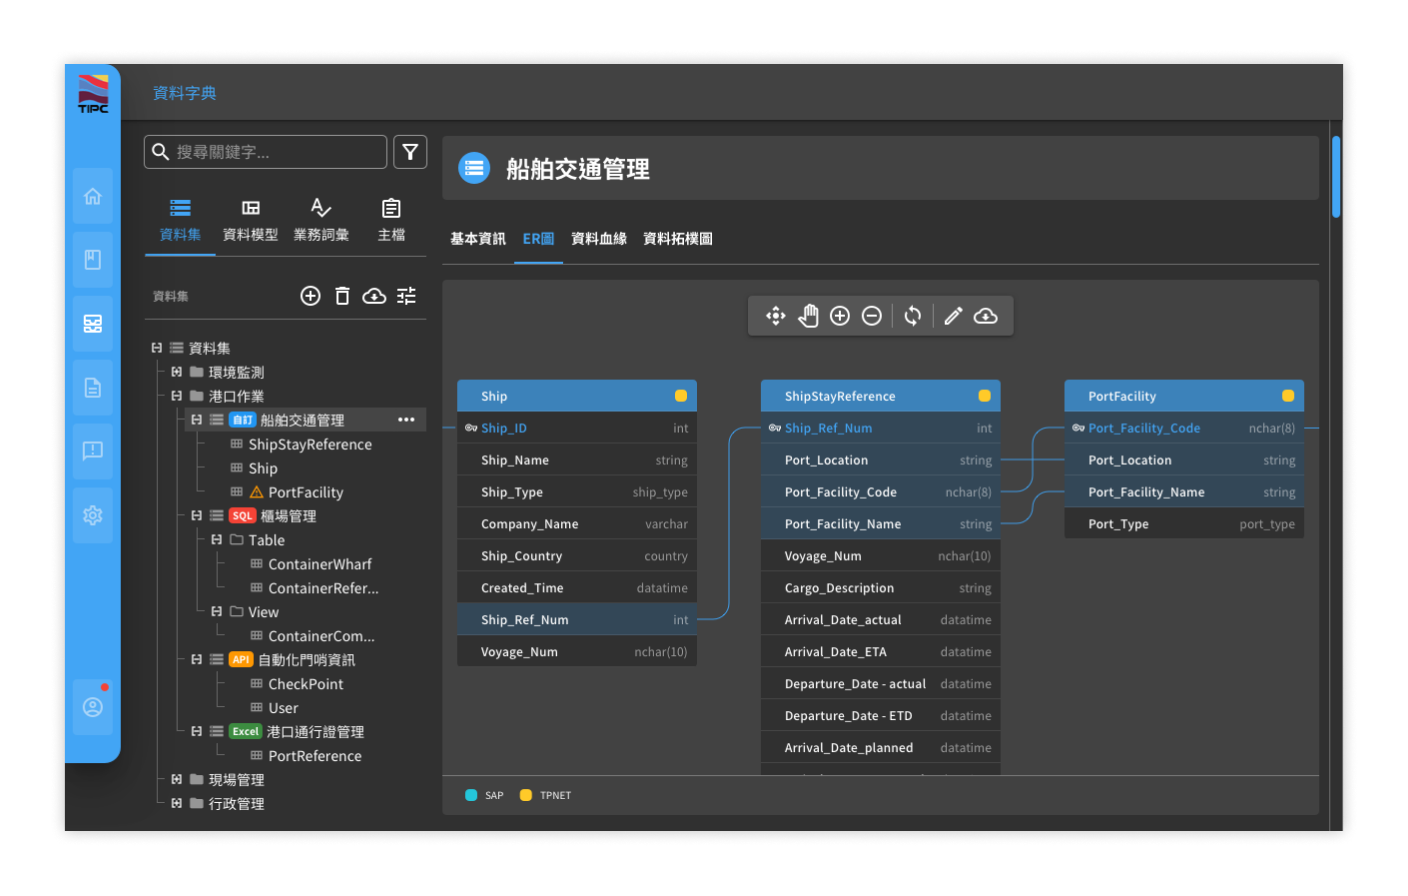 TIPC
資料字典
搜尋關鍵字...
資料集 資料模型 業務詞彙 主檔
資料集
資料集
環境監測
港口作業
自訂 船舶交通管理
ShipStayReference
Ship
PortFacility
SQL 櫃場管理
Table
ContainerWharf
ContainerRefer...
View
ContainerCom...
API 自動化門哨資訊
CheckPoint
User
Excel 港口通行證管理
PortReference
現場管理
行政管理
船舶交通管理
基本資訊 ER圖 資料血緣 資料拓樸圖
Ship
Ship_ID int
Ship_Name string
Ship_Type ship_type
Company_Name varchar
Ship_Country country
Created_Time datatime
Ship_Ref_Num int
Voyage_Num nchar(10)
ShipStayReference
Ship_Ref_Num int
Port_Location string
Port_Facility_Code nchar(8)
Port_Facility_Name string
Voyage_Num nchar(10)
Cargo_Description string
Arrival_Date_actual datatime
Arrival_Date_ETA datatime
Departure_Date - actual datatime
Departure_Date - ETD datatime
Arrival_Date_planned datatime
PortFacility
Port_Facility_Code nchar(8)
Port_Location string
Port_Facility_Name string
Port_Type port_type
SAP TPNET